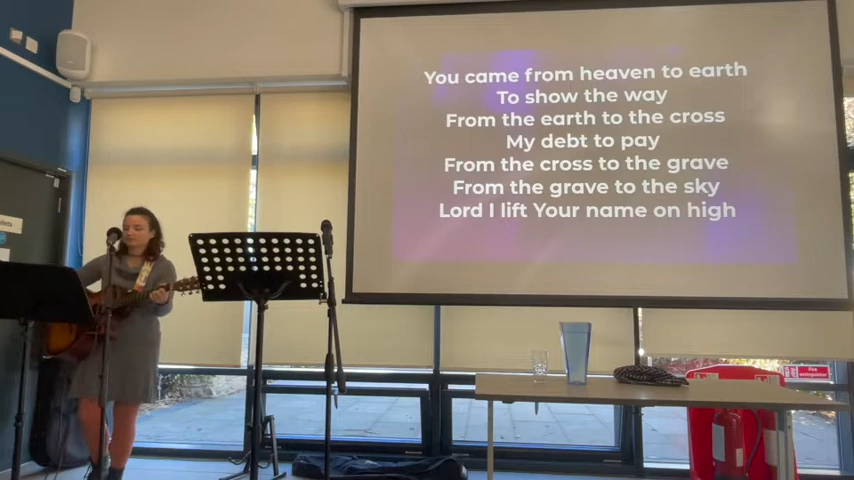 You came from heaven to earth
To show the way
From the earth to the cross
My debt to pay
From the cross to the grave
From the grave to the sky
Lord I lift Your name on high
Fire extinguisher